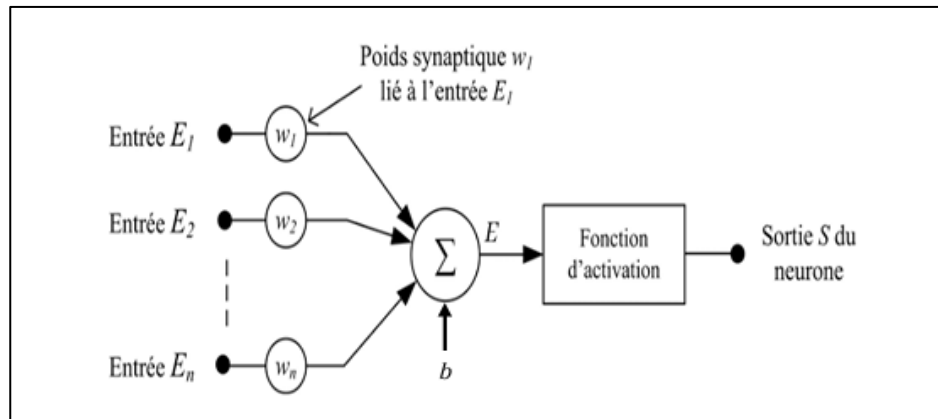 Poids synaptique w1
lié à l'entrée E1
Entrée E1
w1
Entrée E2
w2
Σ
E
Fonction
d'activation
Sortie S du
neurone
Entrée En
wn
b